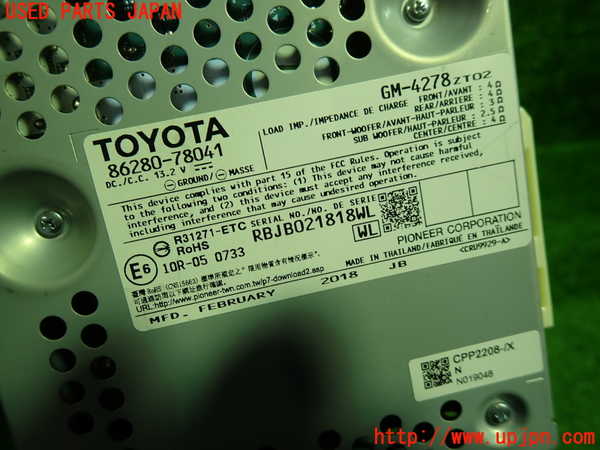 USED PARTS JAPAN
TOYOTA
86280-78041
DC./C.C. 13.2 V
GROUND/ MASSE
GM-4278ZT02
LOAD IMP./IMPEDANCE DE CHARGE
FRONT/AVANT : 4Ω
REAR/ARRIERE : 4Ω
FRONT-WOOFER/AVANT-HAUT-PARLEUR : 3Ω
SUB WOOFER/HAUT-PARLEUR : 2.5Ω
CENTER/CENTRE : 4Ω
This device complies with part 15 of the FCC Rules. Operation is subject
to the following two conditions: (1) This device may not cause harmful
interference, and (2) this device must accept any interference received,
including interference that may cause undesired operation.
R31271-ETC
RoHS
SERIAL NO./NO. DE SERIE
RBJB021818WL
WL
E6
10R-05 0733
PIONEER CORPORATION
MADE IN THAILAND/FABRIQUÉ EN THAÏLANDE
<CRU9929-A>
URL:http://www.pioneer-twn.com.tw/p7-download2.asp
MFD. FEBRUARY 2018 JB
CPP2208-/X
N
N019048
http://www.upjpn.com/